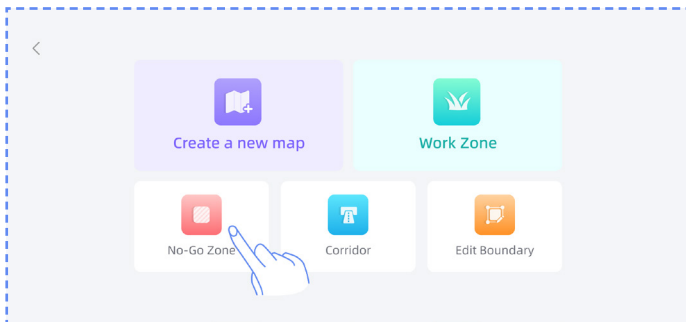 Create a new map
Work Zone
No-Go Zone
Corridor
Edit Boundary